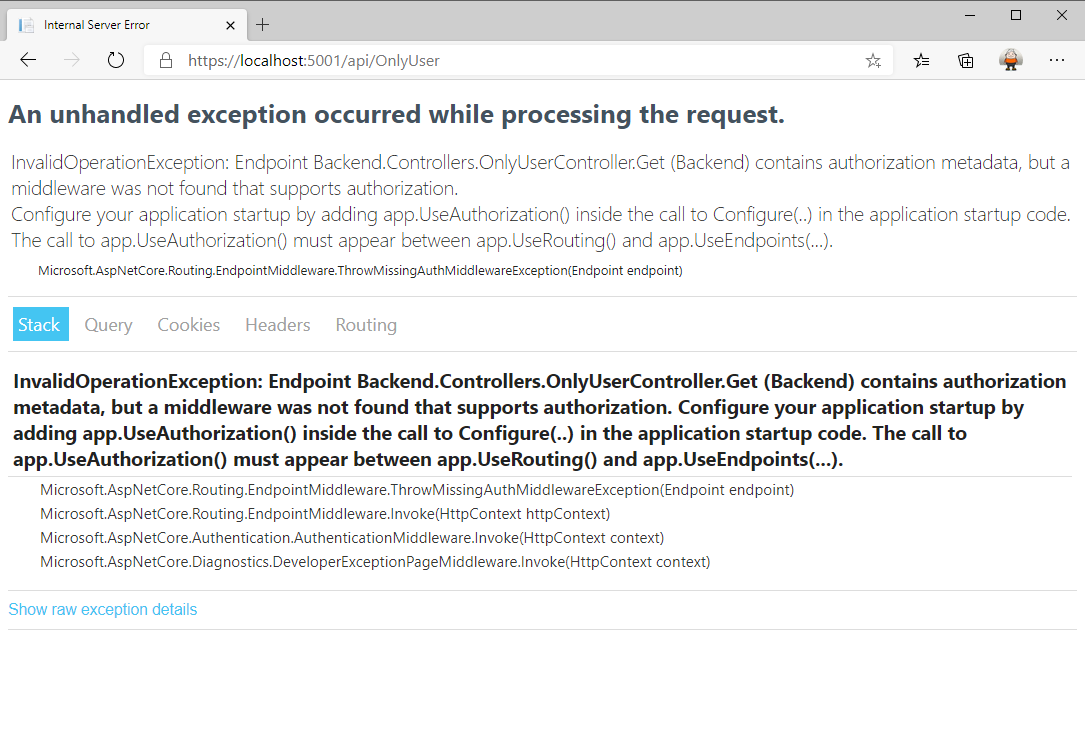 Internal Server Error
https://localhost:5001/api/OnlyUser
An unhandled exception occurred while processing the request.
InvalidOperationException: Endpoint Backend.Controllers.OnlyUserController.Get (Backend) contains authorization metadata, but a
middleware was not found that supports authorization.
Configure your application startup by adding app.UseAuthorization() inside the call to Configure(..) in the application startup code.
The call to app.UseAuthorization() must appear between app.UseRouting() and app.UseEndpoints(...).
Microsoft.AspNetCore.Routing.EndpointMiddleware.ThrowMissingAuthMiddlewareException(Endpoint endpoint)
Stack Query Cookies Headers Routing
InvalidOperationException: Endpoint Backend.Controllers.OnlyUserController.Get (Backend) contains authorization
metadata, but a middleware was not found that supports authorization. Configure your application startup by
adding app.UseAuthorization() inside the call to Configure(..) in the application startup code. The call to
app.UseAuthorization() must appear between app.UseRouting() and app.UseEndpoints(...).
Microsoft.AspNetCore.Routing.EndpointMiddleware.ThrowMissingAuthMiddlewareException(Endpoint endpoint)
Microsoft.AspNetCore.Routing.EndpointMiddleware.Invoke(HttpContext httpContext)
Microsoft.AspNetCore.Authentication.AuthenticationMiddleware.Invoke(HttpContext context)
Microsoft.AspNetCore.Diagnostics.DeveloperExceptionPageMiddleware.Invoke(HttpContext context)
Show raw exception details